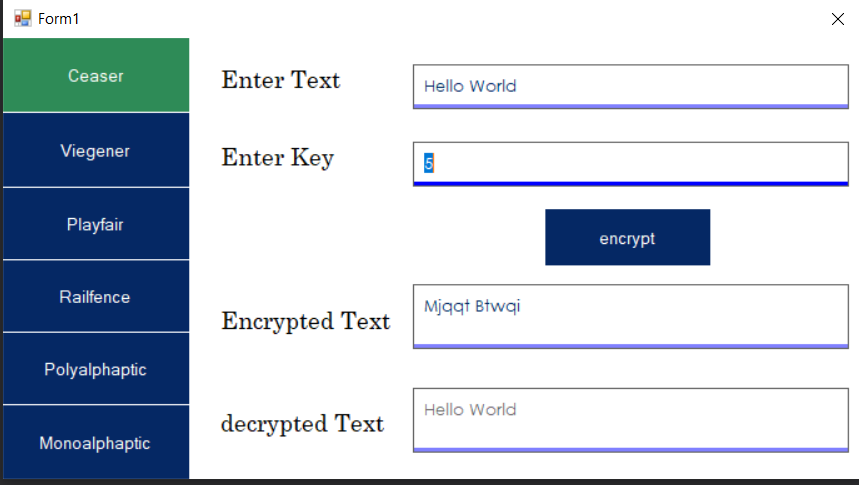 Form1
Ceaser
Viegener
Playfair
Railfence
Polyalphaptic
Monoalphaptic
Enter Text
Hello World
Enter Key
5
encrypt
Encrypted Text
Mjqqt Btwqi
decrypted Text
Hello World